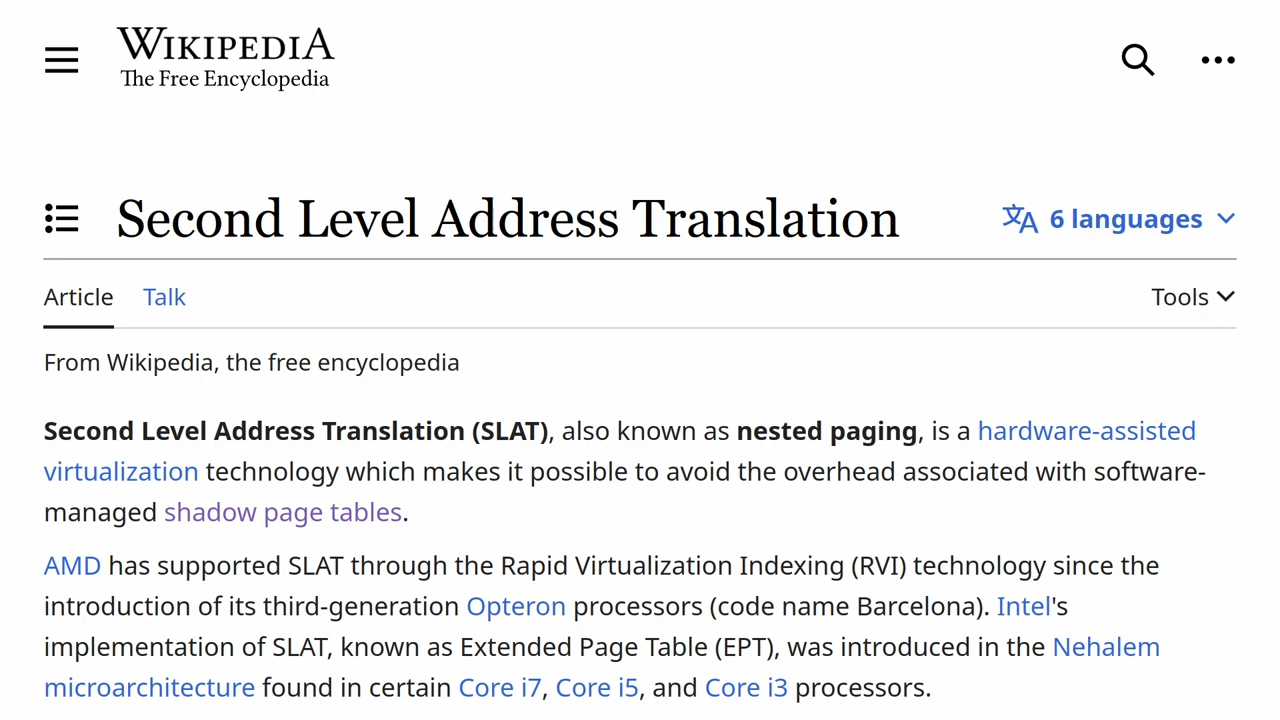 WIKIPEDIA
The Free Encyclopedia
Second Level Address Translation
6 languages
Article Talk
Tools
From Wikipedia, the free encyclopedia
Second Level Address Translation (SLAT), also known as nested paging, is a hardware-assisted
virtualization technology which makes it possible to avoid the overhead associated with software-
managed shadow page tables.
AMD has supported SLAT through the Rapid Virtualization Indexing (RVI) technology since the
introduction of its third-generation Opteron processors (code name Barcelona). Intel's
implementation of SLAT, known as Extended Page Table (EPT), was introduced in the Nehalem
microarchitecture found in certain Core i7, Core i5, and Core i3 processors.